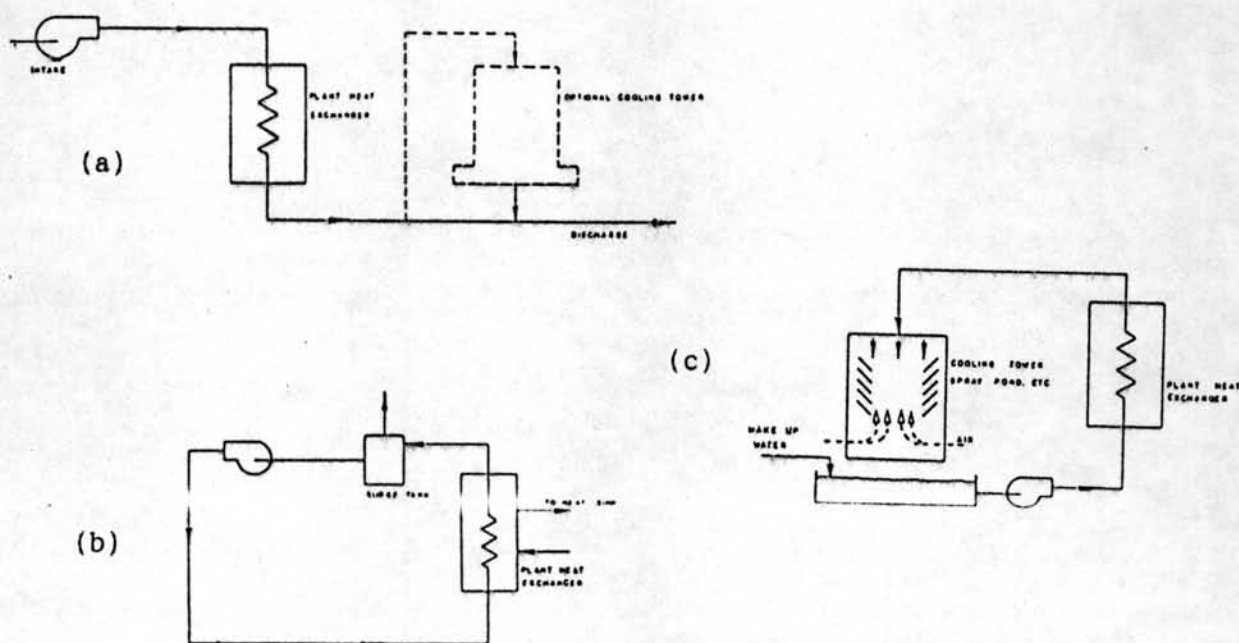 INTAKE
PLANT HEAT
EXCHANGER
OPTIONAL COOLING TOWER
(a)
DISCHARGE
(c)
COOLING TOWER
SPRAY POND, ETC
PLANT HEAT
EXCHANGER
MAKE UP
WATER
AIR
SURGE TANK
TO HEAT SINK
(b)
PLANT HEAT
EXCHANGER